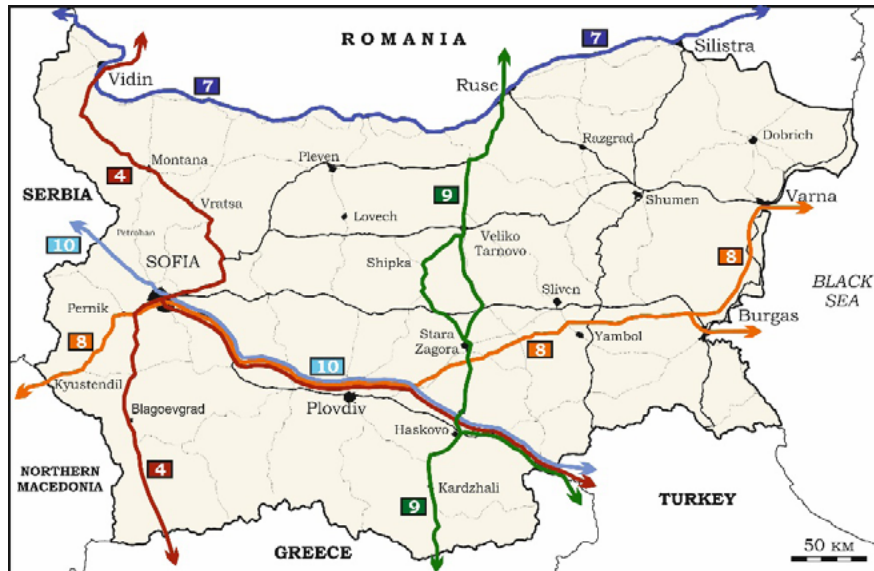 ROMANIA
7
7
Silistra
Vidin
Ruse
Razgrad
Dobrich
Montana
Pleven
4
9
SERBIA
Vratsa
Lovech
Shumen
Varna
10
Petrohan
SOFIA
Veliko
Tarnovo
Shipka
8
BLACK
SEA
Pernik
Sliven
Burgas
8
Stara
Zagora
8
Yambol
Kyustendil
10
Plovdiv
Blagoevgrad
Haskovo
NORTHERN
MACEDONIA
4
Kardzhali
9
TURKEY
GREECE
50 KM